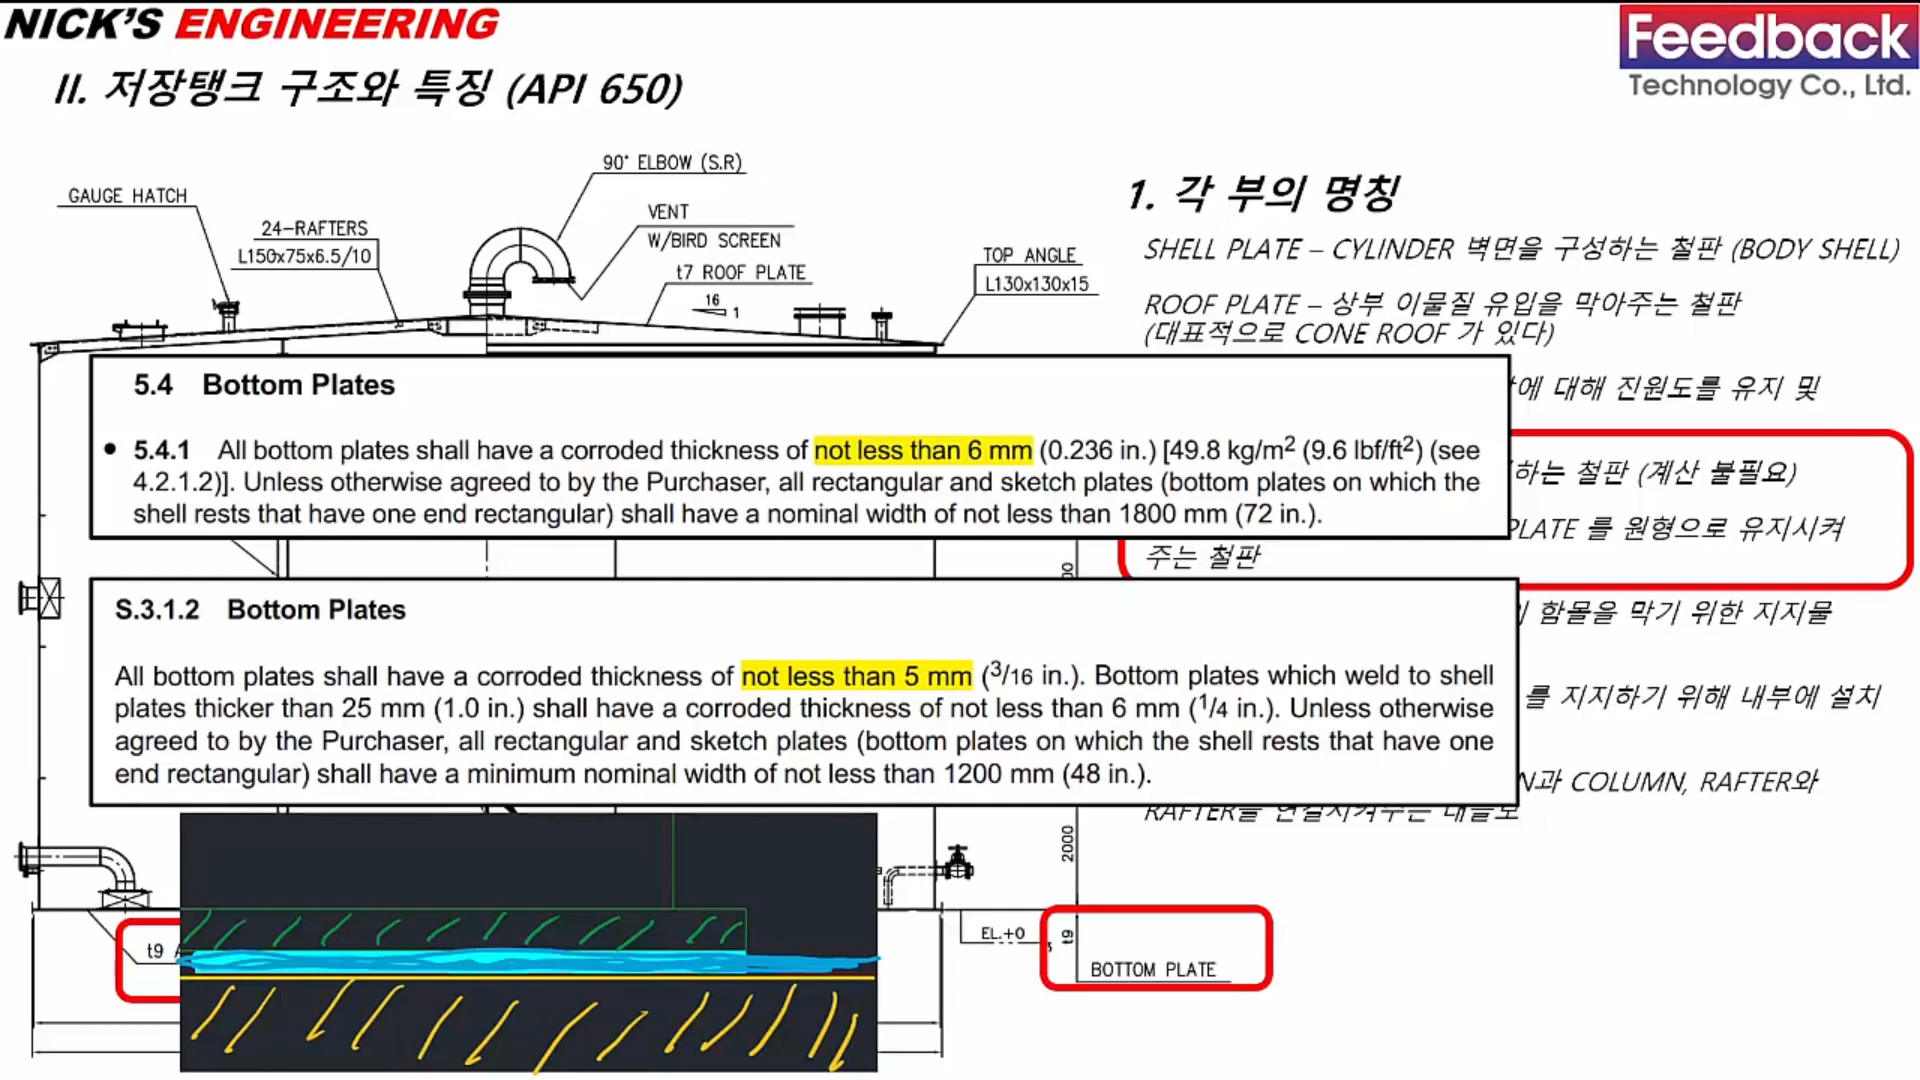 NICK'S ENGINEERING
Feedback
Technology Co., Ltd.
II. 저장탱크 구조와 특징 (API 650)
90° ELBOW (S.R)
GAUGE HATCH
24-RAFTERS
L150x75x6.5/10
VENT
W/BIRD SCREEN
t7 ROOF PLATE
16
1
TOP ANGLE
L130x130x15
1. 각 부의 명칭
SHELL PLATE – CYLINDER 벽면을 구성하는 철판 (BODY SHELL)
ROOF PLATE – 상부 이물질 유입을 막아주는 철판
(대표적으로 CONE ROOF 가 있다)
에 대해 진원도를 유지 및
하는 철판 (계산 불필요)
PLATE 를 원형으로 유지시켜
주는 철판
함몰을 막기 위한 지지물
를 지지하기 위해 내부에 설치
과 COLUMN, RAFTER와
RAFTER를 연결시켜주는
5.4 Bottom Plates
• 5.4.1 All bottom plates shall have a corroded thickness of not less than 6 mm (0.236 in.) [49.8 kg/m2 (9.6 lbf/ft2) (see
4.2.1.2)]. Unless otherwise agreed to by the Purchaser, all rectangular and sketch plates (bottom plates on which the
shell rests that have one end rectangular) shall have a nominal width of not less than 1800 mm (72 in.).
S.3.1.2 Bottom Plates
All bottom plates shall have a corroded thickness of not less than 5 mm (3/16 in.). Bottom plates which weld to shell
plates thicker than 25 mm (1.0 in.) shall have a corroded thickness of not less than 6 mm (1/4 in.). Unless otherwise
agreed to by the Purchaser, all rectangular and sketch plates (bottom plates on which the shell rests that have one
end rectangular) shall have a minimum nominal width of not less than 1200 mm (48 in.).
2000
t9
EL.+0
t9
BOTTOM PLATE